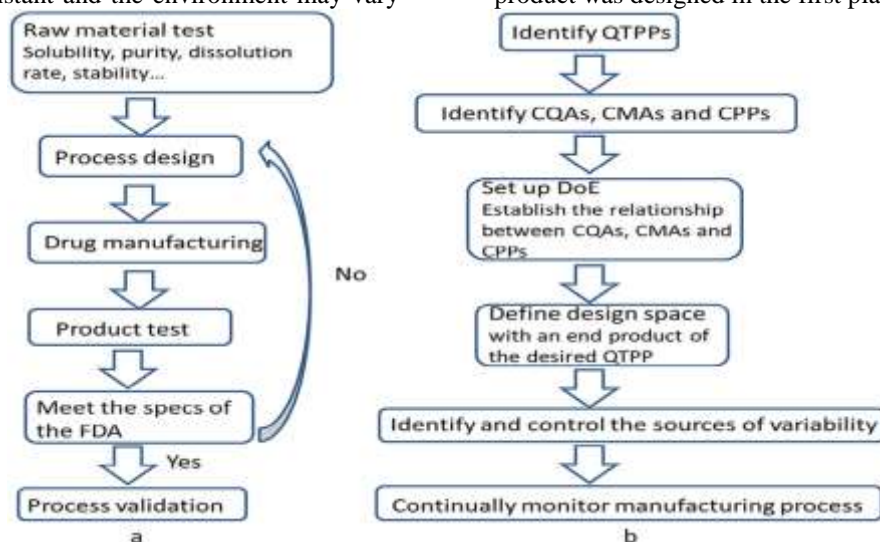 stant and the environment may vary
product was designed in the first pla
Raw material test
Solubility, purity, dissolution
rate, stability...
Process design
Drug manufacturing
Product test
Meet the specs of
the FDA
No
Yes
Process validation
a
Identify QTPPs
Identify CQAs, CMAs and CPPs
Set up DoE
Establish the relationship
between CQAs, CMAs and
CPPs
Define design space
with an end product of
the desired QTPP
Identify and control the sources of variability
Continually monitor manufacturing process
b